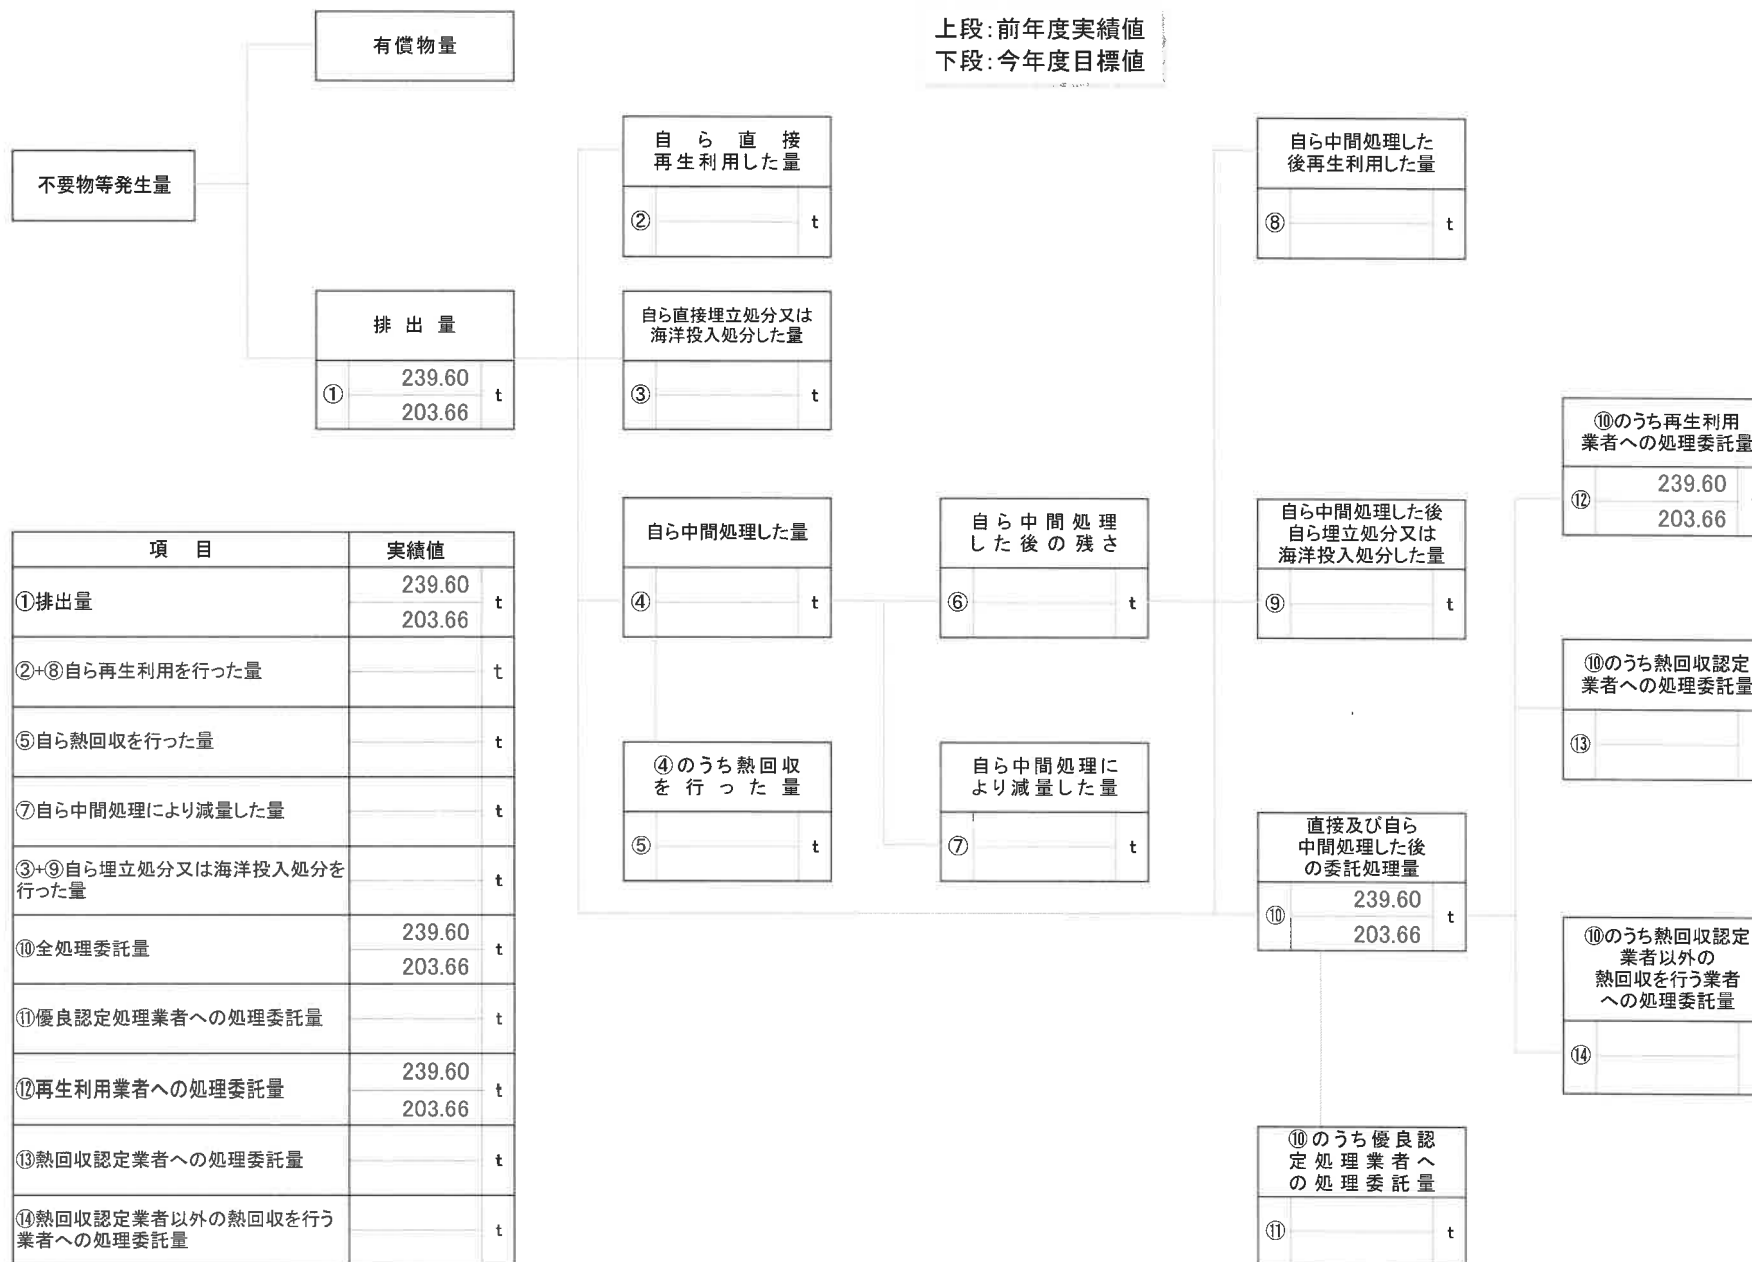 有償物量
上段:前年度実績値
下段:今年度目標値
不要物等発生量
自ら直接
再生利用した量
② t
自ら中間処理した
後再生利用した量
⑧ t
排出量
① 239.60 t
203.66
自ら直接埋立処分又は
海洋投入処分した量
③ t
⑩のうち再生利用
業者への処理委託量
⑫ 239.60
203.66
自ら中間処理した量
④ t
自ら中間処理
した後の残さ
⑥ t
自ら中間処理した後
自ら埋立処分又は
海洋投入処分した量
⑨ t
⑩のうち熱回収認定
業者への処理委託量
⑬
④のうち熱回収
を行った量
⑤ t
自ら中間処理に
より減量した量
⑦ t
直接及び自ら
中間処理した後
の委託処理量
⑩ 239.60 t
203.66
⑩のうち熱回収認定
業者以外の
熱回収を行う業者
への処理委託量
⑭
⑩のうち優良認
定処理業者へ
の処理委託量
⑪ t
項目 実績値
①排出量 239.60 t
203.66
②+⑧自ら再生利用を行った量 t
⑤自ら熱回収を行った量 t
⑦自ら中間処理により減量した量 t
③+⑨自ら埋立処分又は海洋投入処分を
行った量 t
⑩全処理委託量 239.60 t
203.66
⑪優良認定処理業者への処理委託量 t
⑫再生利用業者への処理委託量 239.60 t
203.66
⑬熱回収認定業者への処理委託量 t
⑭熱回収認定業者以外の熱回収を行う
業者への処理委託量 t